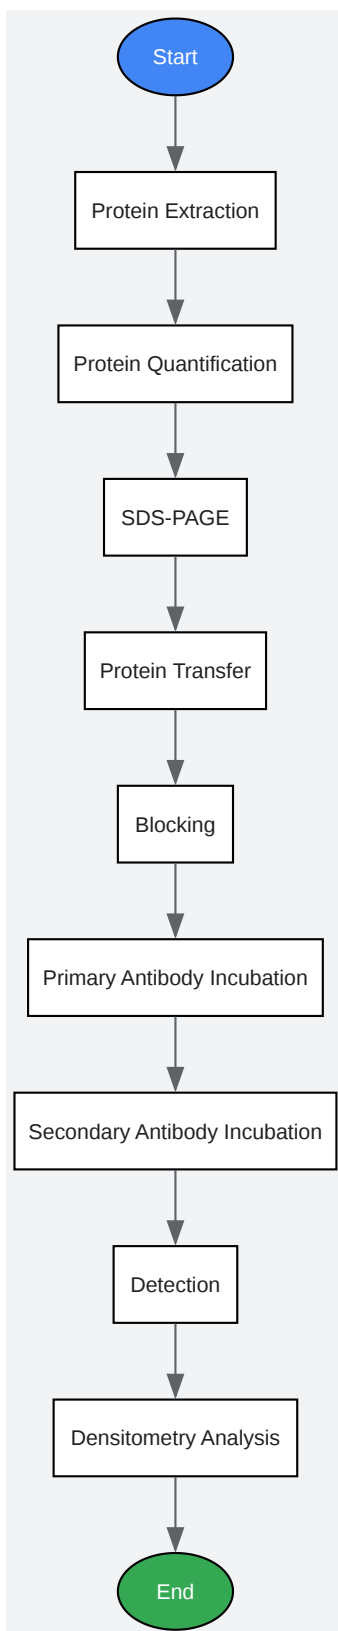 Start
Protein Extraction
Protein Quantification
SDS-PAGE
Protein Transfer
Blocking
Primary Antibody Incubation
Secondary Antibody Incubation
Detection
Densitometry Analysis
End